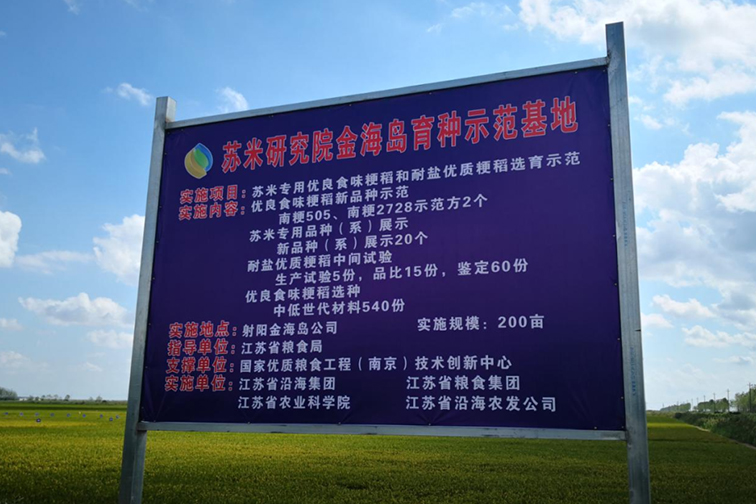 苏米研究院金海岛育种示范基地
实施项目：苏米专用优良食味粳稻和耐盐优质粳稻选育示范
实施内容：优良食味粳稻新品种示范
南粳505、南粳2728示范方2个
苏米专用品种（系）展示
新品种（系）展示20个
耐盐优质粳稻中间试验
生产试验5份，品比15份，鉴定60份
优良食味粳稻选种
中低世代材料540份
实施地点：射阳金海岛公司 实施规模：200亩
指导单位：江苏省粮食局
支撑单位：国家优质粮食工程（南京）技术创新中心
实施单位：江苏省沿海集团 江苏省粮食集团
江苏省农业科学院 江苏省沿海农发公司